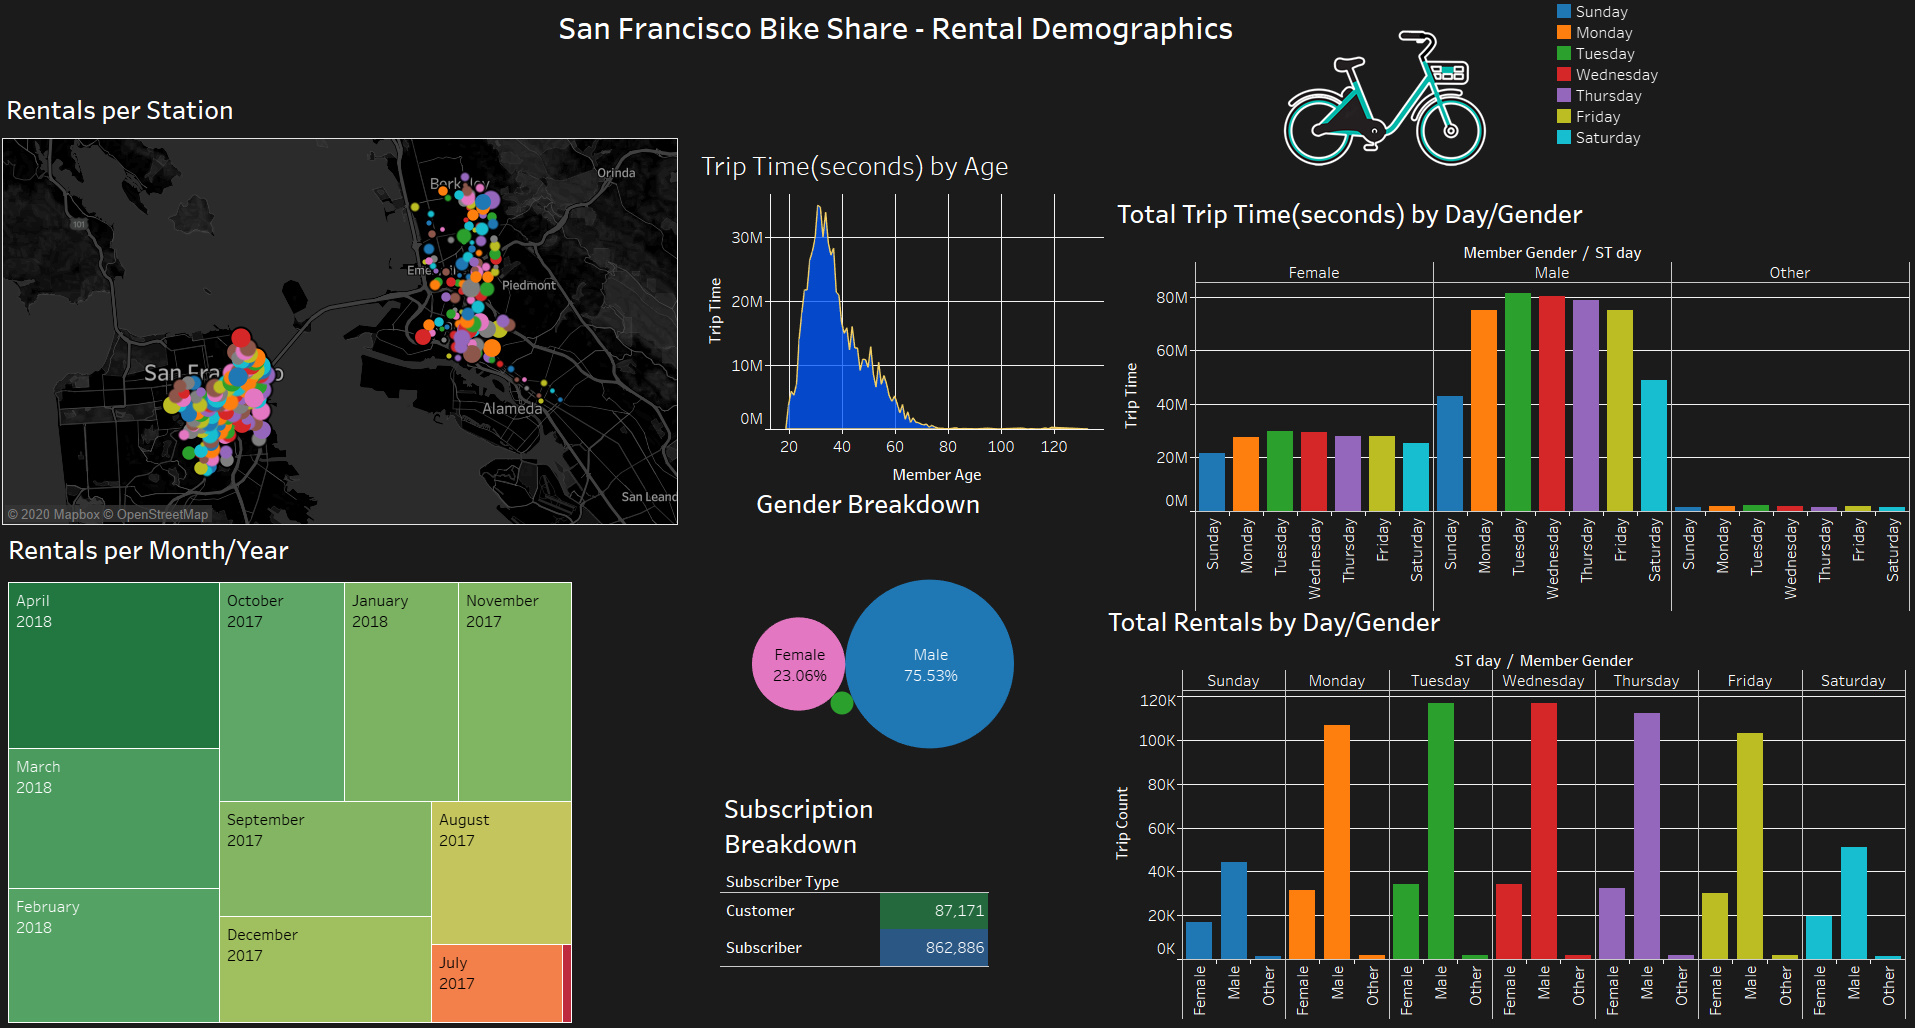 San Francisco Bike Share - Rental Demographics
Sunday
Monday
Tuesday
Wednesday
Thursday
Friday
Saturday
Rentals per Station
101
Orinda
Piedmont
Alameda
San Leand
© 2020 Mapbox © OpenStreetMap
Trip Time(seconds) by Age
Trip Time
30M
20M
10M
0M
20 40 60 80 100 120
Member Age
Total Trip Time(seconds) by Day/Gender
Member Gender / ST day
Female Male Other
Trip Time
80M
60M
40M
20M
0M
Sunday Monday Tuesday Wednesday Thursday Friday Saturday Sunday Monday Tuesday Wednesday Thursday Friday Saturday Sunday Monday Tuesday Wednesday Thursday Friday Saturday
Rentals per Month/Year
April
2018
March
2018
February
2018
October
2017
January
2018
November
2017
September
2017
August
2017
December
2017
July
2017
Gender Breakdown
Female
23.06%
Male
75.53%
Subscription
Breakdown
Subscriber Type
Customer 87,171
Subscriber 862,886
Total Rentals by Day/Gender
ST day / Member Gender
Sunday Monday Tuesday Wednesday Thursday Friday Saturday
Trip Count
120K
100K
80K
60K
40K
20K
0K
Female Male Other Female Male Other Female Male Other Female Male Other Female Male Other Female Male Other Female Male Other